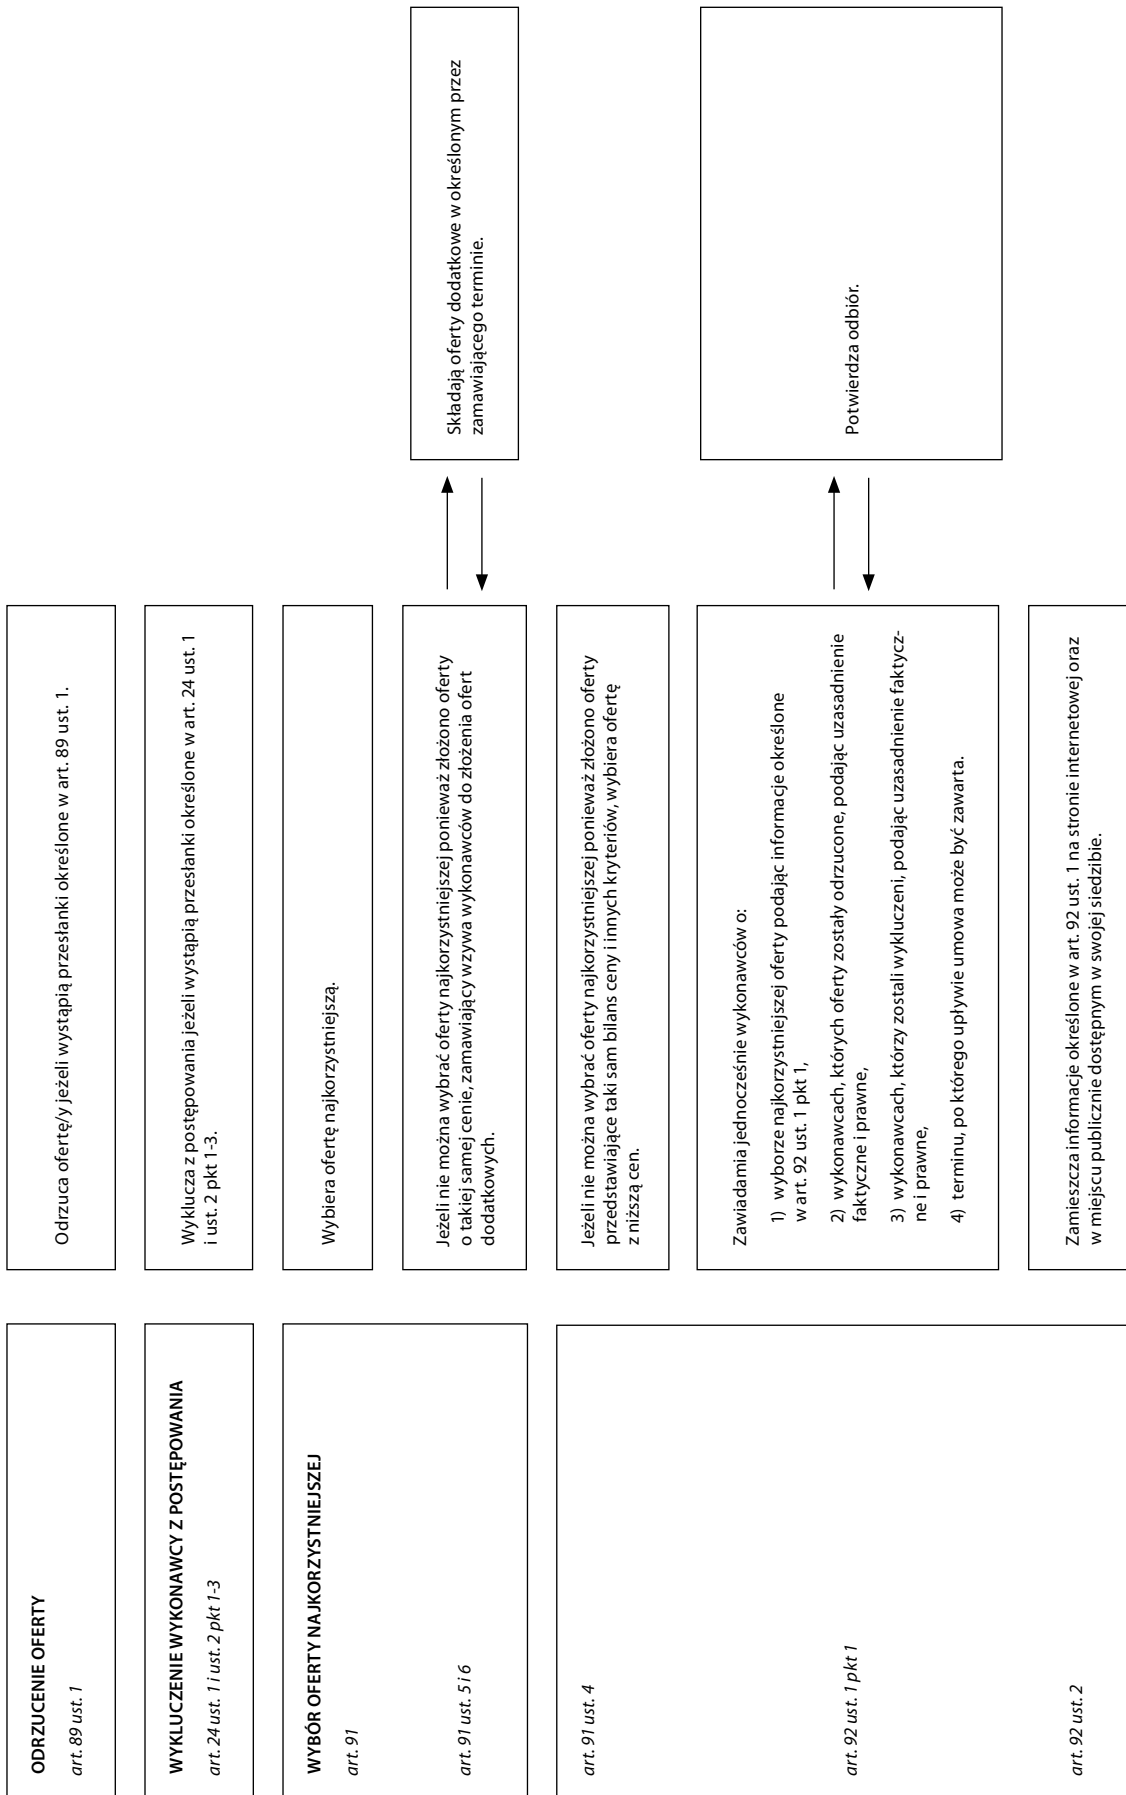 ODRZUCENIE OFERTY
art. 89 ust. 1
Odrzuca ofertę/y jeżeli wystąpią przesłanki określone w art. 89 ust. 1.
WYKLUCZENIE WYKONAWCY Z POSTĘPOWANIA
art. 24 ust. 1 i ust. 2 pkt 1-3
Wyklucza z postępowania jeżeli wystąpią przesłanki określone w art. 24 ust. 1
i ust. 2 pkt 1-3.
WYBÓR OFERTY NAJKORZYSTNIEJSZEJ
art. 91
Wybiera ofertę najkorzystniejszą.
art. 91 ust. 5 i 6
Jeżeli nie można wybrać oferty najkorzystniejszej ponieważ złożono oferty
o takiej samej cenie, zamawiający wzywa wykonawców do złożenia ofert
dodatkowych.
Składają oferty dodatkowe w określonym przez
zamawiającego terminie.
art. 91 ust. 4
Jeżeli nie można wybrać oferty najkorzystniejszej ponieważ złożono oferty
przedstawiające taki sam bilans ceny i innych kryteriów, wybiera ofertę
z niższą cen.
art. 92 ust. 1 pkt 1
Zawiadamia jednocześnie wykonawców o:
1) wyborze najkorzystniejszej oferty podając informacje określone
w art. 92 ust. 1 pkt 1,
2) wykonawcach, których oferty zostały odrzucone, podając uzasadnienie
faktyczne i prawne,
3) wykonawcach, którzy zostali wykluczeni, podając uzasadnienie faktycz-
ne i prawne,
4) terminu, po którego upływie umowa może być zawarta.
Potwierdza odbiór.
art. 92 ust. 2
Zamieszcza informacje określone w art. 92 ust. 1 na stronie internetowej oraz
w miejscu publicznie dostępnym w swojej siedzibie.